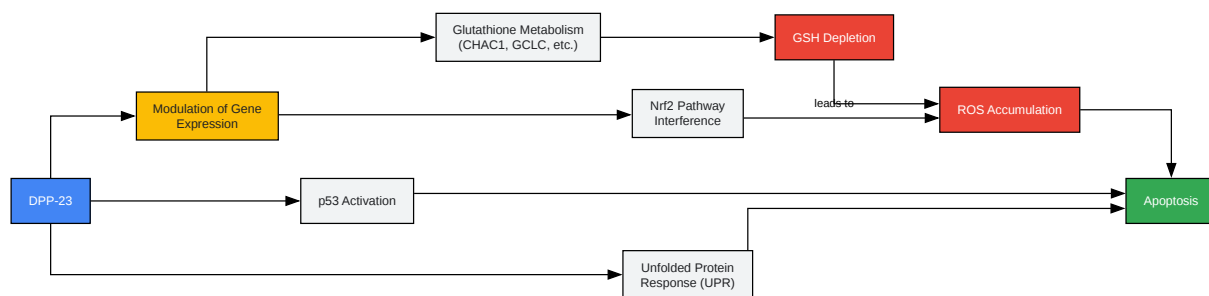 Glutathione Metabolism
(CHAC1, GCLC, etc.)
GSH Depletion
Modulation of Gene
Expression
Nrf2 Pathway
Interference
leads to
ROS Accumulation
DPP-23
p53 Activation
Apoptosis
Unfolded Protein
Response (UPR)